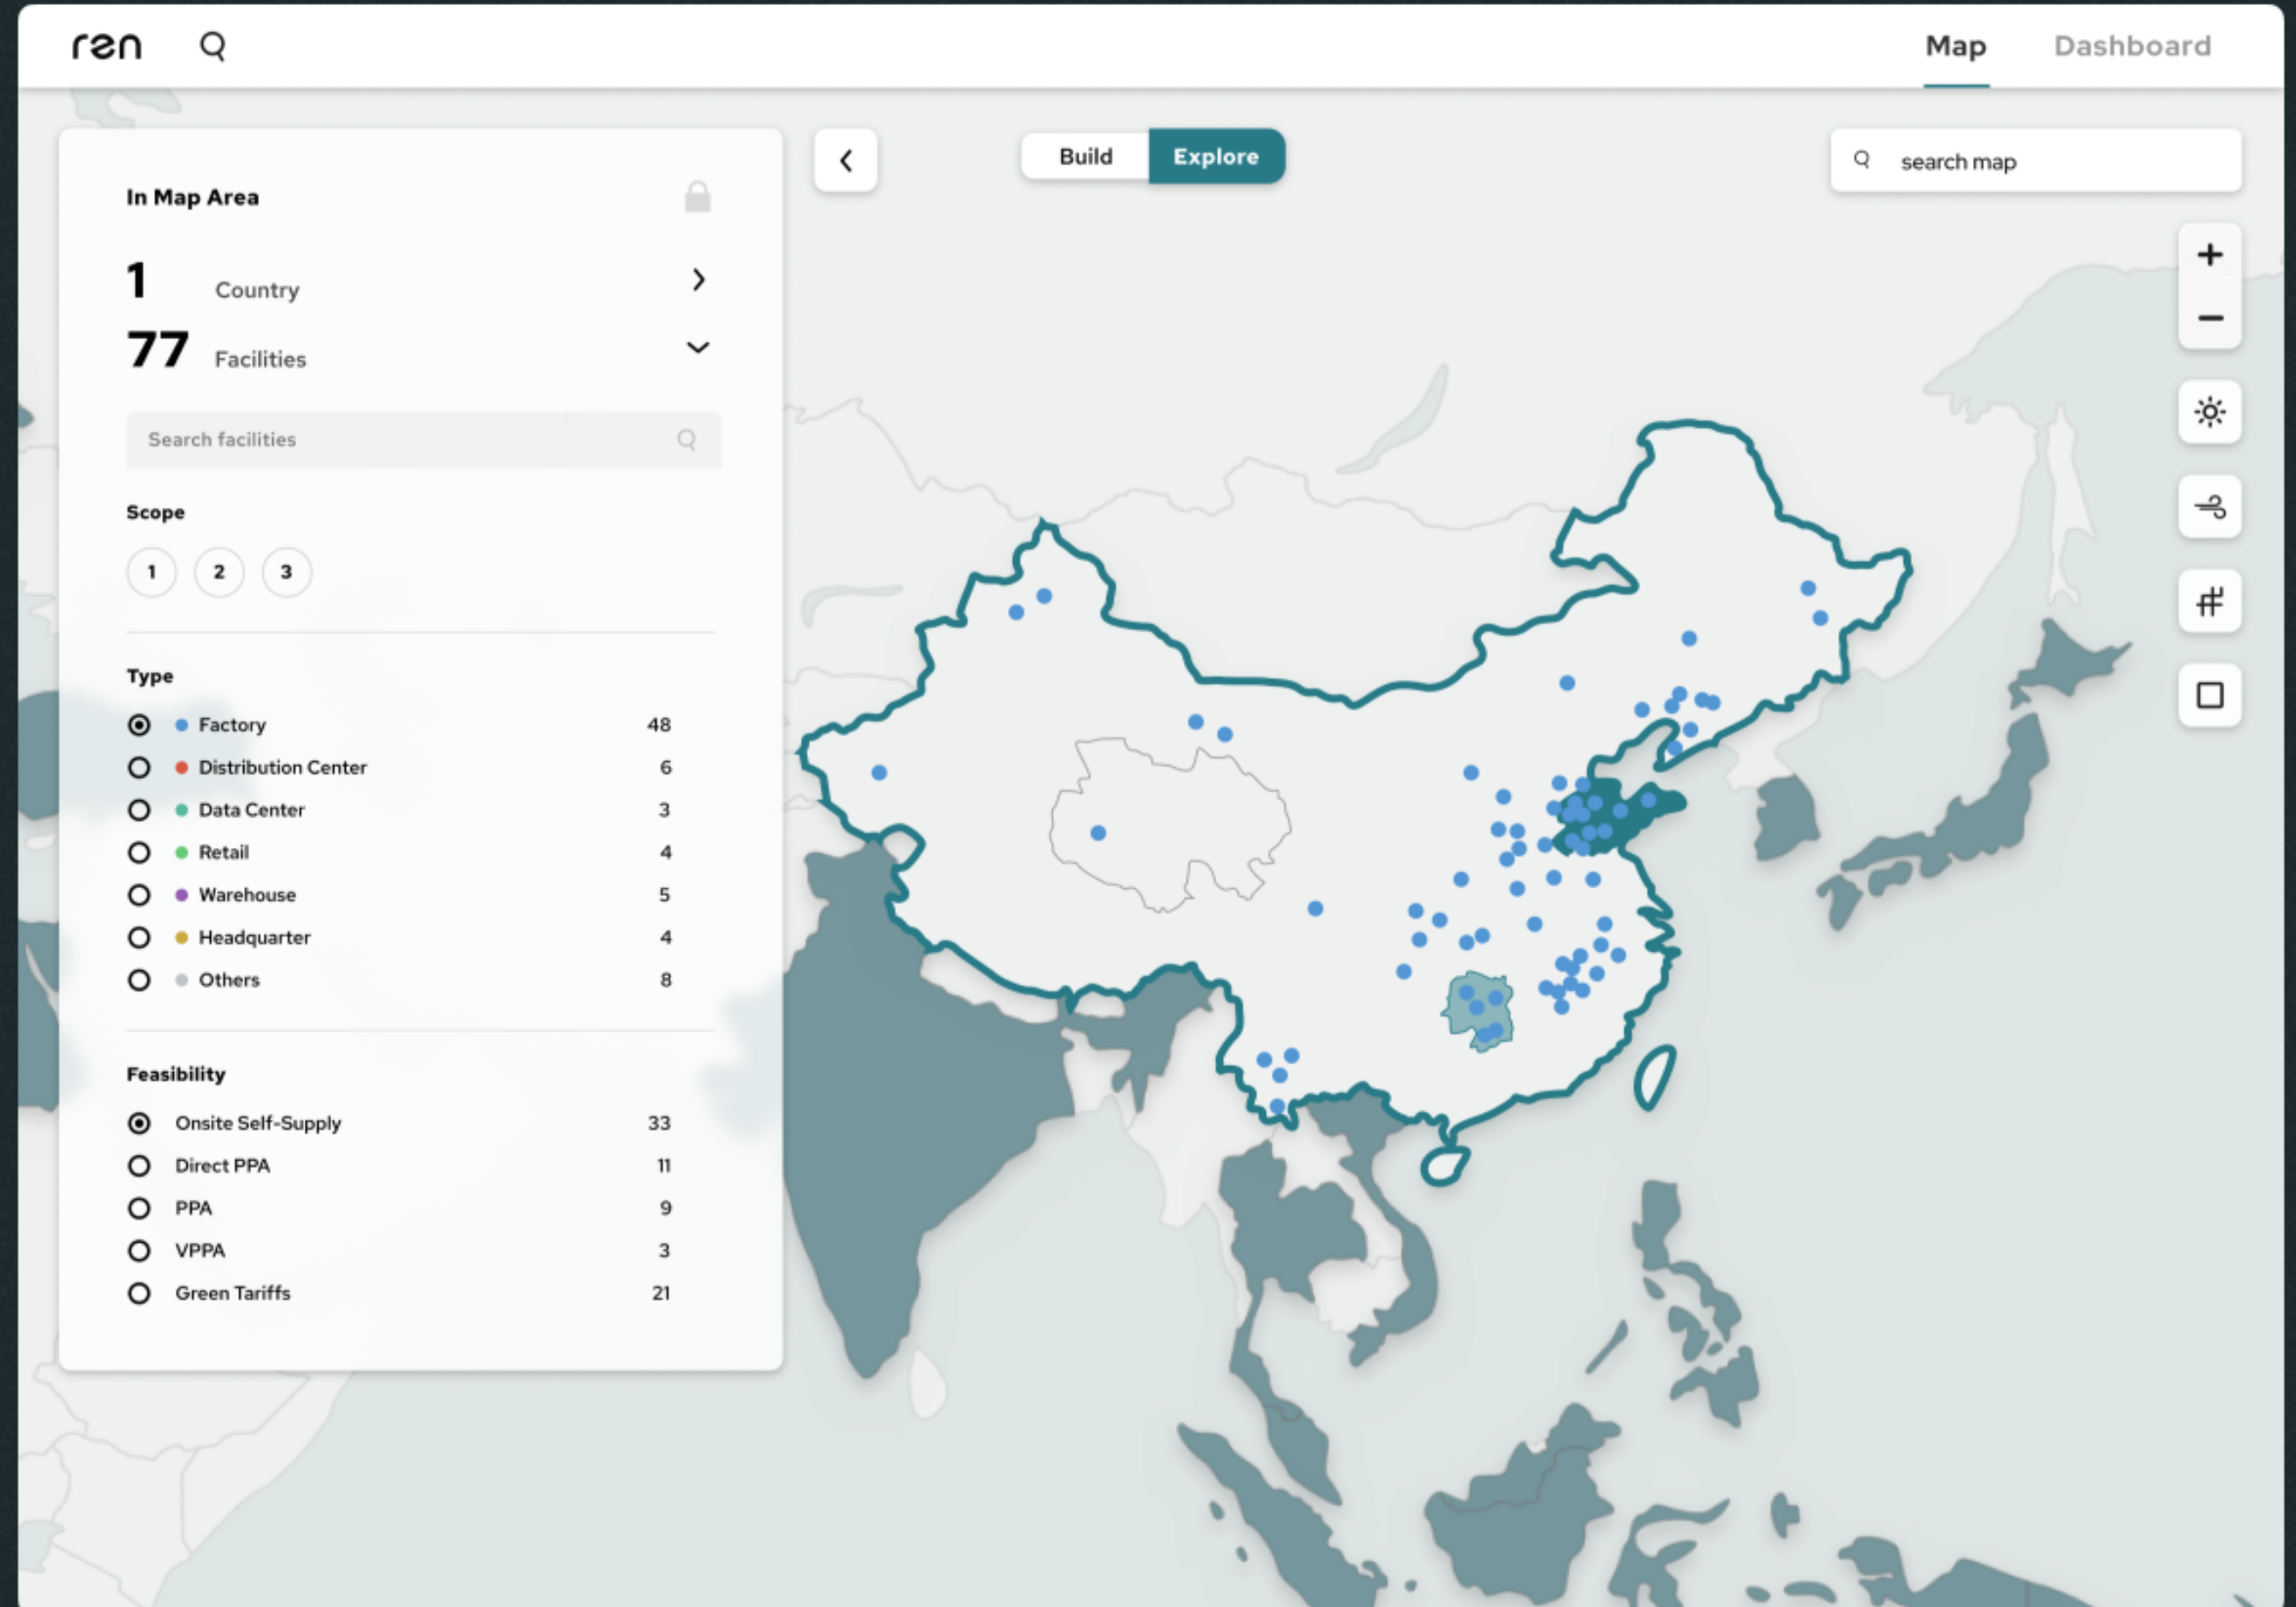 ren
Map
Dashboard
Build
Explore
search map
In Map Area
1 Country
77 Facilities
Search facilities
Scope
1 2 3
Type
Factory 48
Distribution Center 6
Data Center 3
Retail 4
Warehouse 5
Headquarter 4
Others 8
Feasibility
Onsite Self-Supply 33
Direct PPA 11
PPA 9
VPPA 3
Green Tariffs 21